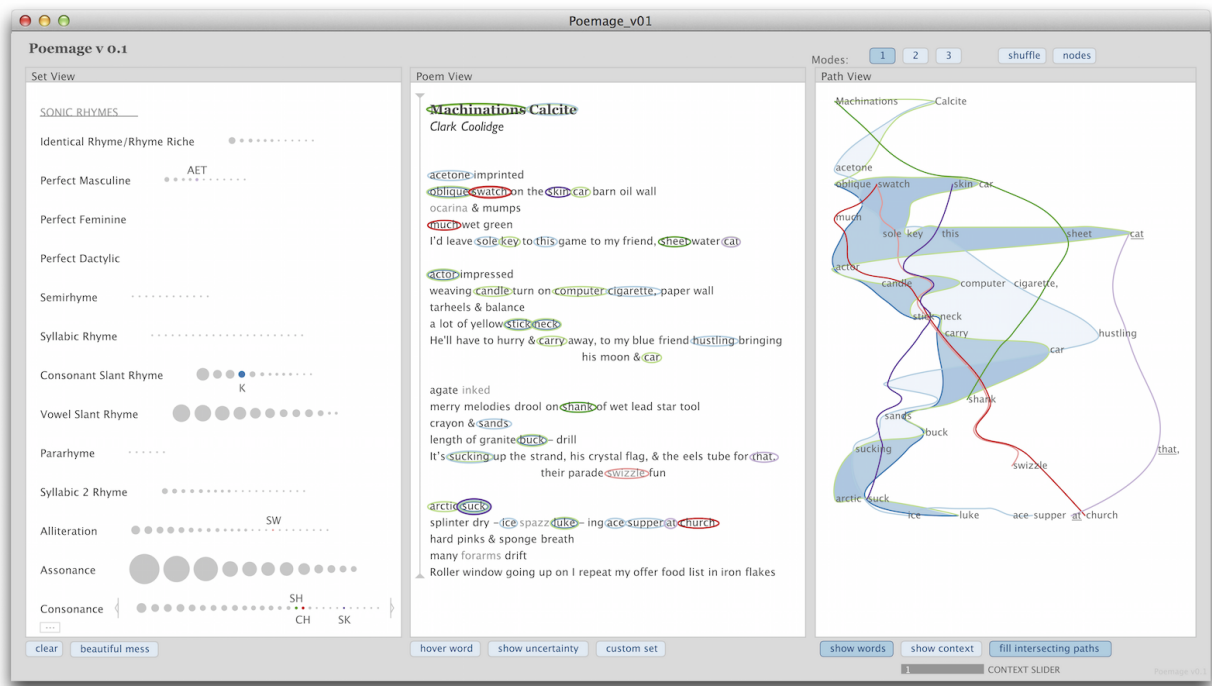 Poemage_v01
Poemage v 0.1
Modes: 1 2 3 shuffle nodes
Set View
SONIC RHYMES
Identical Rhyme/Rhyme Riche
AET
Perfect Masculine
Perfect Feminine
Perfect Dactylic
Semirhyme
Syllabic Rhyme
Consonant Slant Rhyme
K
Vowel Slant Rhyme
Pararhyme
Syllabic 2 Rhyme
SW
Alliteration
Assonance
SH
Consonance
CH SK
...
clear beautiful mess
Poem View
Machinations Calcite
Clark Coolidge
acetone imprinted
oblique swatch on the skin car barn oil wall
ocarina & mumps
much wet green
I'd leave sole key to this game to my friend, sheet water cat
actor impressed
weaving candle turn on computer cigarette, paper wall
tarheels & balance
a lot of yellow stick neck
He'll have to hurry & carry away, to my blue friend hustling bringing
his moon & car
agate inked
merry melodies drool on shank of wet lead star tool
crayon & sands
length of granite buck – drill
It's sucking up the strand, his crystal flag, & the eels tube for that,
their parade swizzle fun
arctic suck
splinter dry – ice spazz luke – ing ace supper at church
hard pinks & sponge breath
many forarms drift
Roller window going up on I repeat my offer food list in iron flakes
hover word show uncertainty custom set
Path View
Machinations Calcite
acetone
oblique swatch skin car
much
sole key this sheet cat
actor
candle computer cigarette,
stick neck
carry hustling
car
shank
sands
buck
sucking that,
swizzle
arctic suck
ice luke ace supper at church
show words show context fill intersecting paths
1 CONTEXT SLIDER
Poemage v0.1